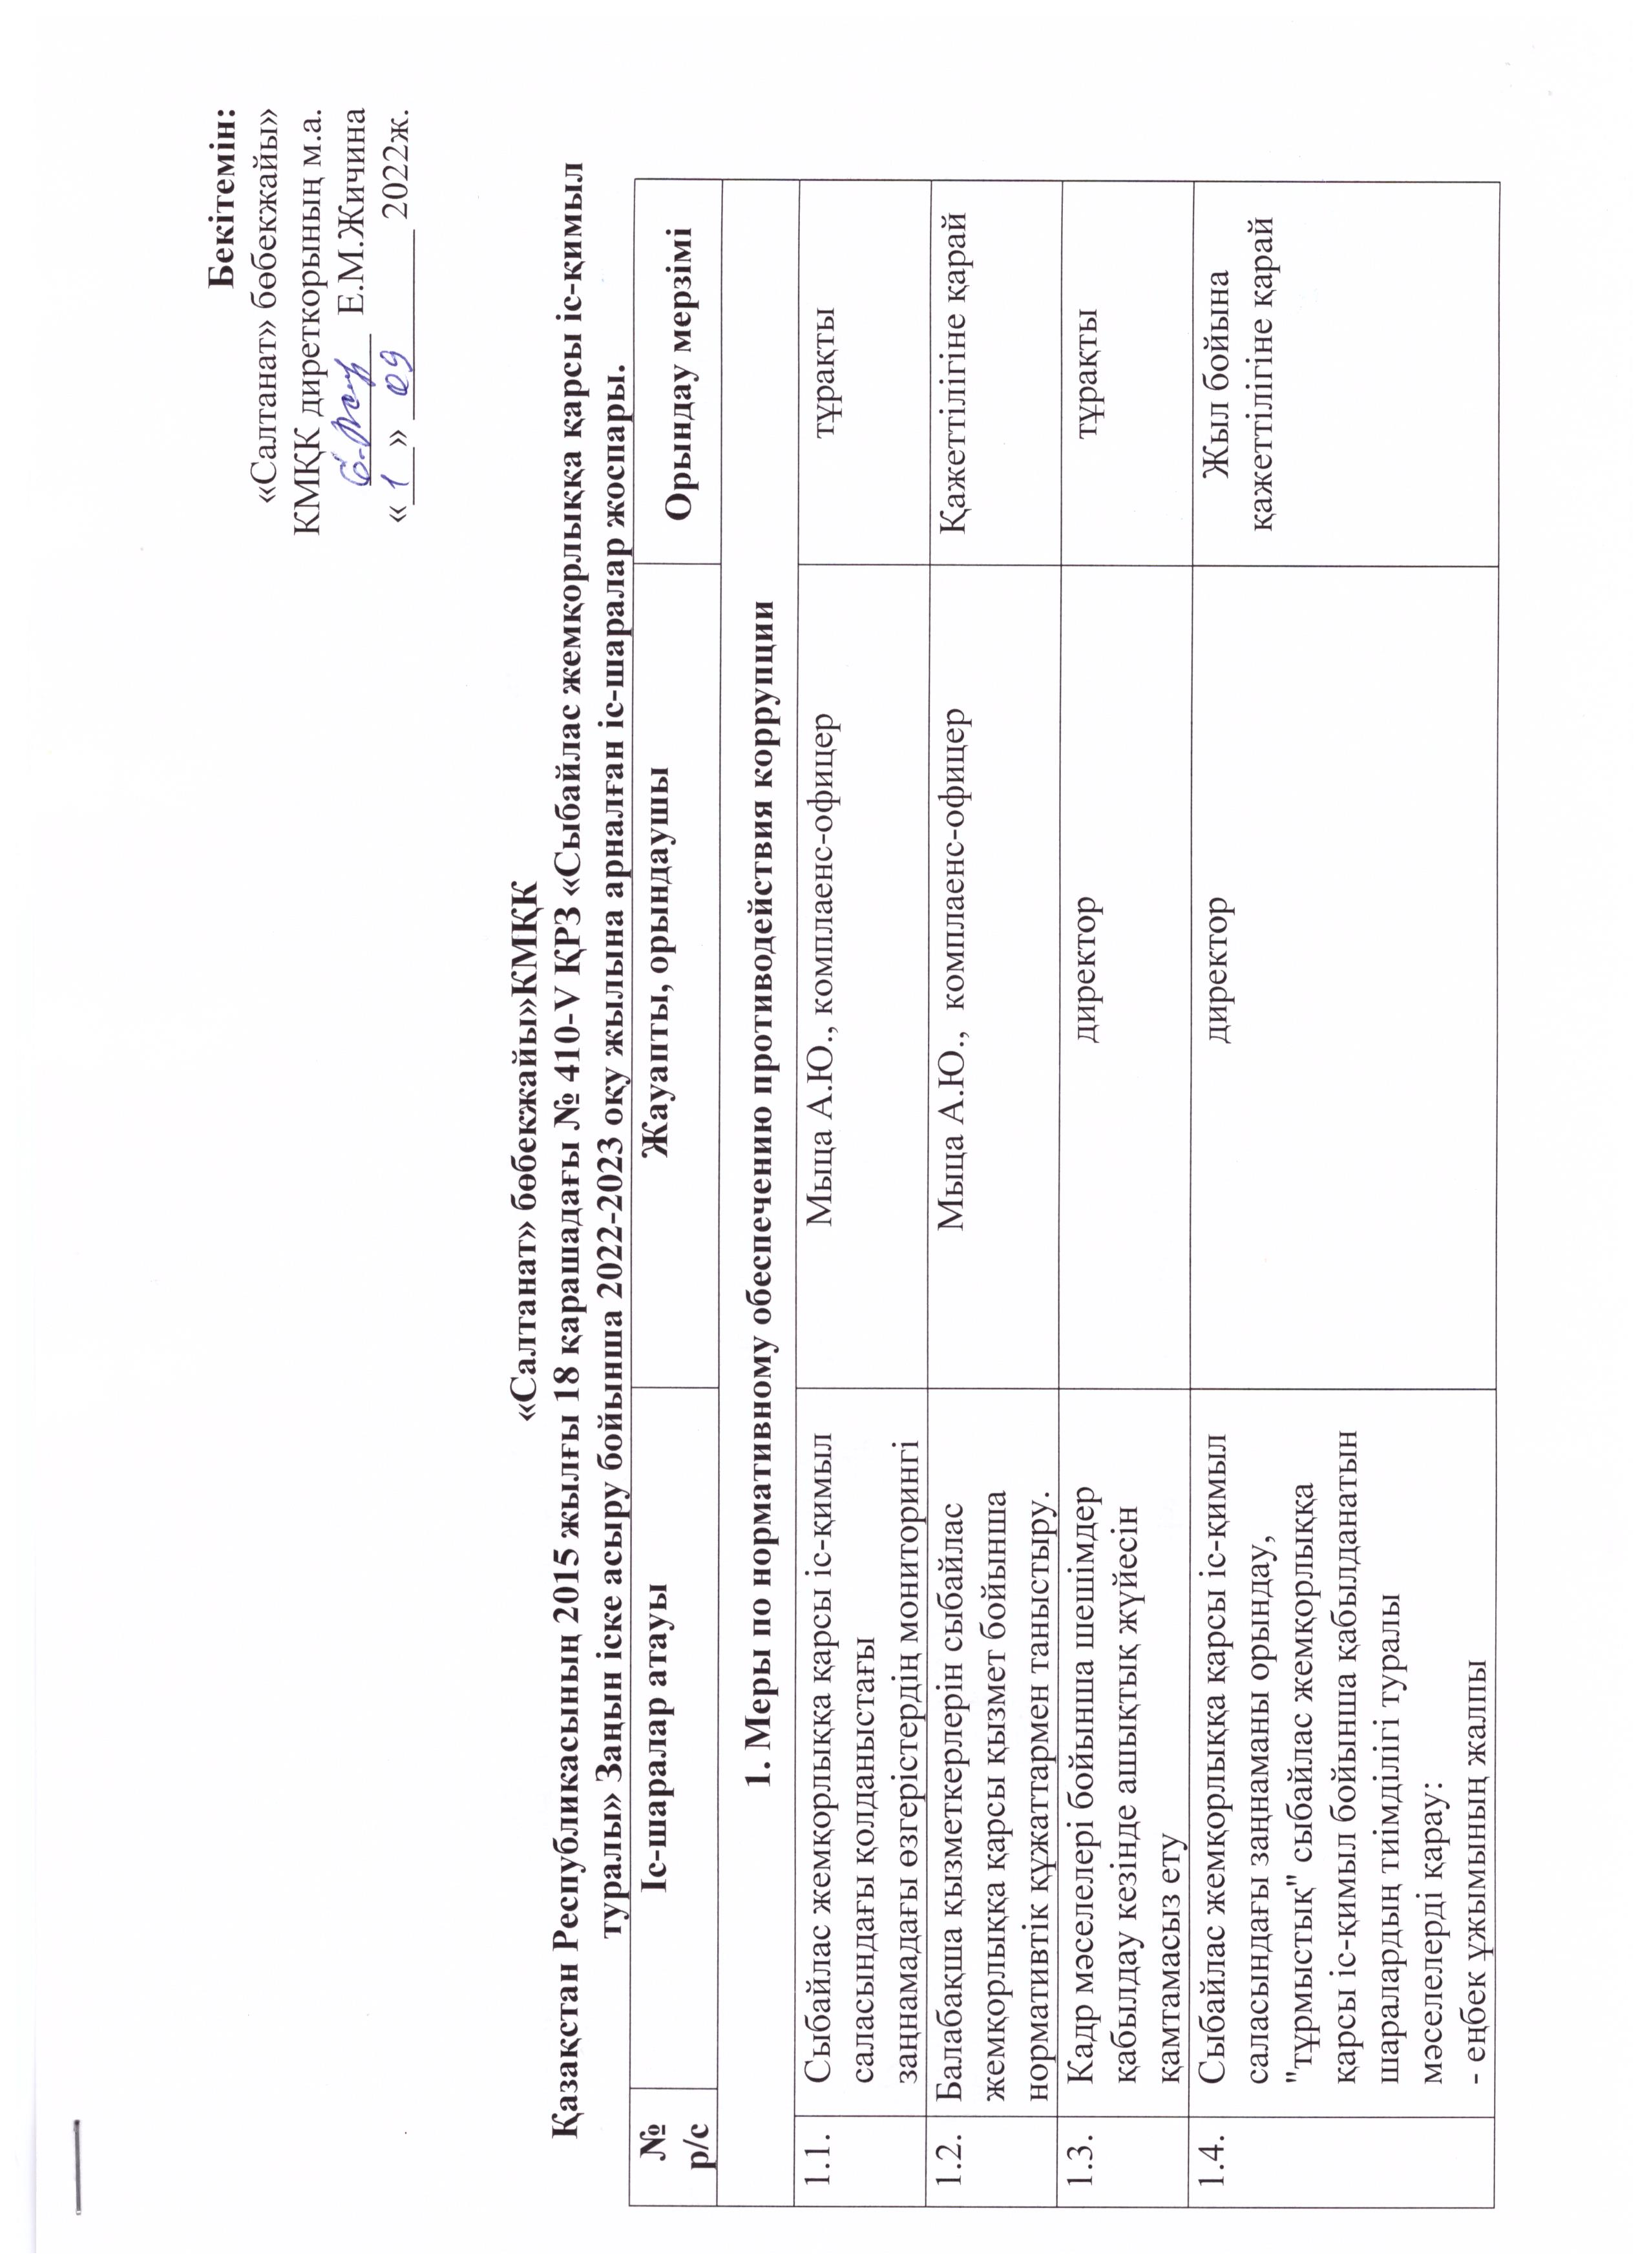 Бекітемін:
«Салтанат» бөбекжайы»
КМҚК диреткорының м.а.
Е.М.Жичина
« 1 » 09 2022ж.
«Салтанат» бөбекжайы»КМҚК
Қазақстан Республикасының 2015 жылғы 18 қарашадағы № 410-V ҚРЗ «Сыбайлас жемқорлыққа қарсы іс-қимыл
туралы» Заңын іске асыру бойынша 2022-2023 оқу жылына арналған іс-шаралар жоспары.
№
р/с
Іс-шаралар атауы
Жауапты, орындаушы
Орындау мерзімі
1. Меры по нормативному обеспечению противодействия коррупции
1.1.
Сыбайлас жемқорлыққа қарсы іс-қимыл
саласындағы қолданыстағы
заңнамадағы өзгерістердің мониторингі
Мыца А.Ю., комплаенс-офицер
тұрақты
1.2.
Балабақша қызметкерлерін сыбайлас
жемқорлыққа қарсы қызмет бойынша
нормативтік құжаттармен таныстыру.
Мыца А.Ю., комплаенс-офицер
Қажеттілігіне қарай
1.3.
Кадр мәселелері бойынша шешімдер
қабылдау кезінде ашықтық жүйесін
қамтамасыз ету
директор
тұрақты
1.4.
Сыбайлас жемқорлыққа қарсы іс-қимыл
саласындағы заңнаманы орындау,
"тұрмыстық" сыбайлас жемқорлыққа
қарсы іс-қимыл бойынша қабылданатын
шаралардың тиімділігі туралы
мәселелерді қарау:
- еңбек ұжымының жалпы
директор
Жыл бойына
қажеттілігіне қарай